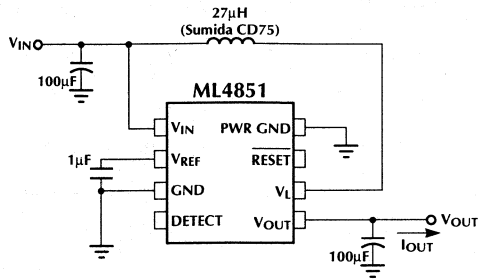 27µH
(Sumida CD75)
VIN
100µF
ML4851
VIN
PWR GND
VREF
RESET
1µF
GND
VL
DETECT
VOUT
VOUT
IOUT
100µF